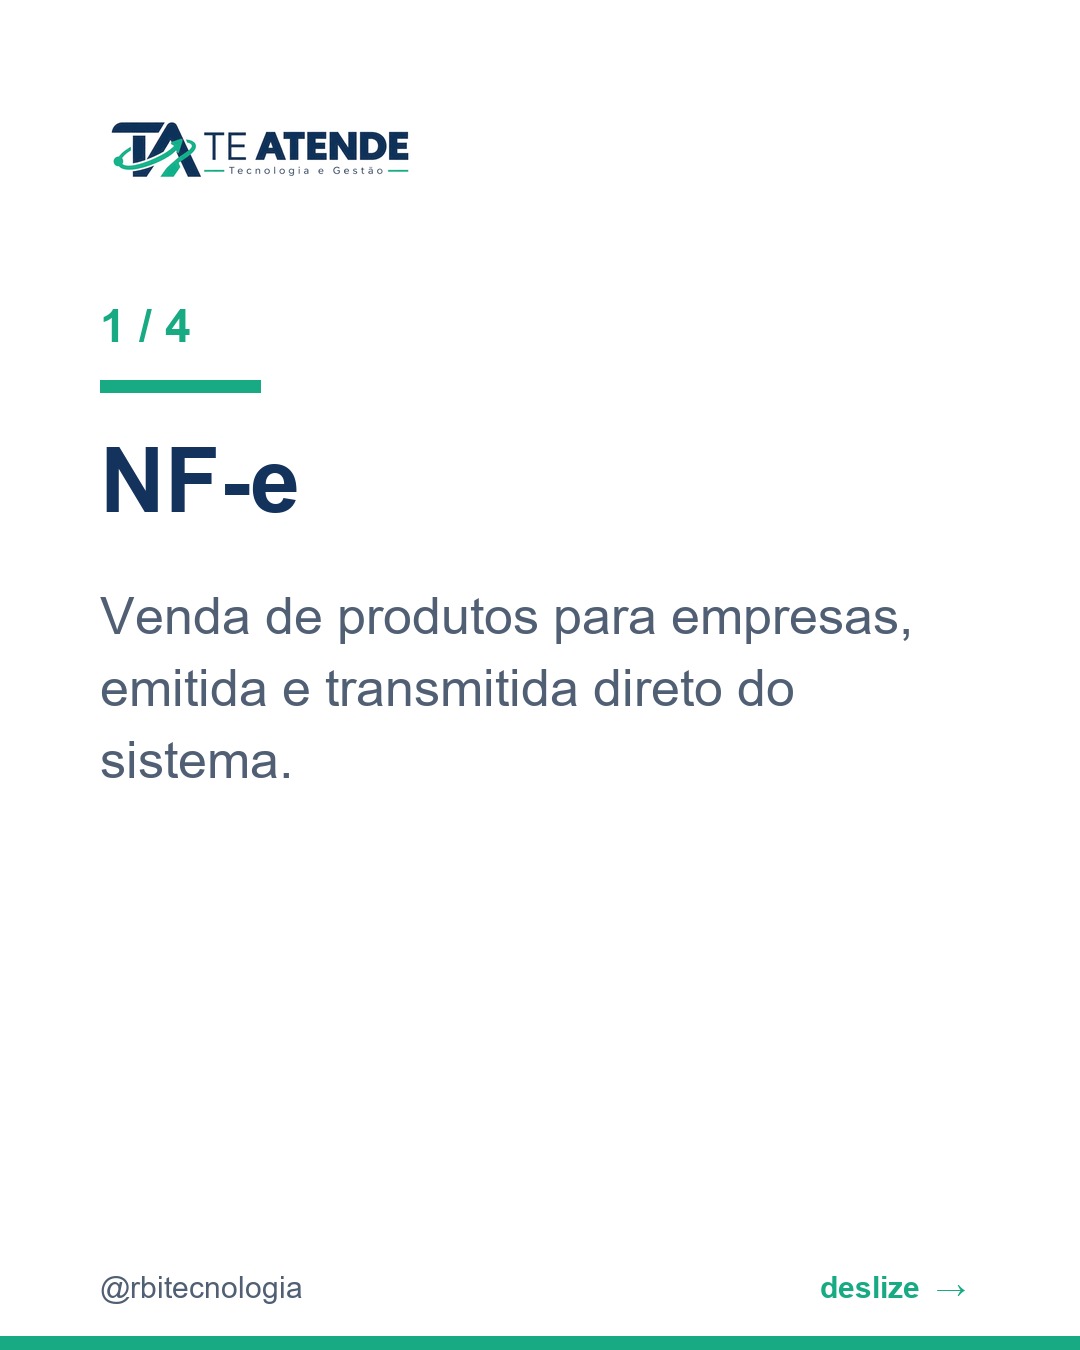 TA TE ATENDE
Tecnologia e Gestão
1 / 4
NF-e
Venda de produtos para empresas,
emitida e transmitida direto do
sistema.
@rbitecnologia
deslize →